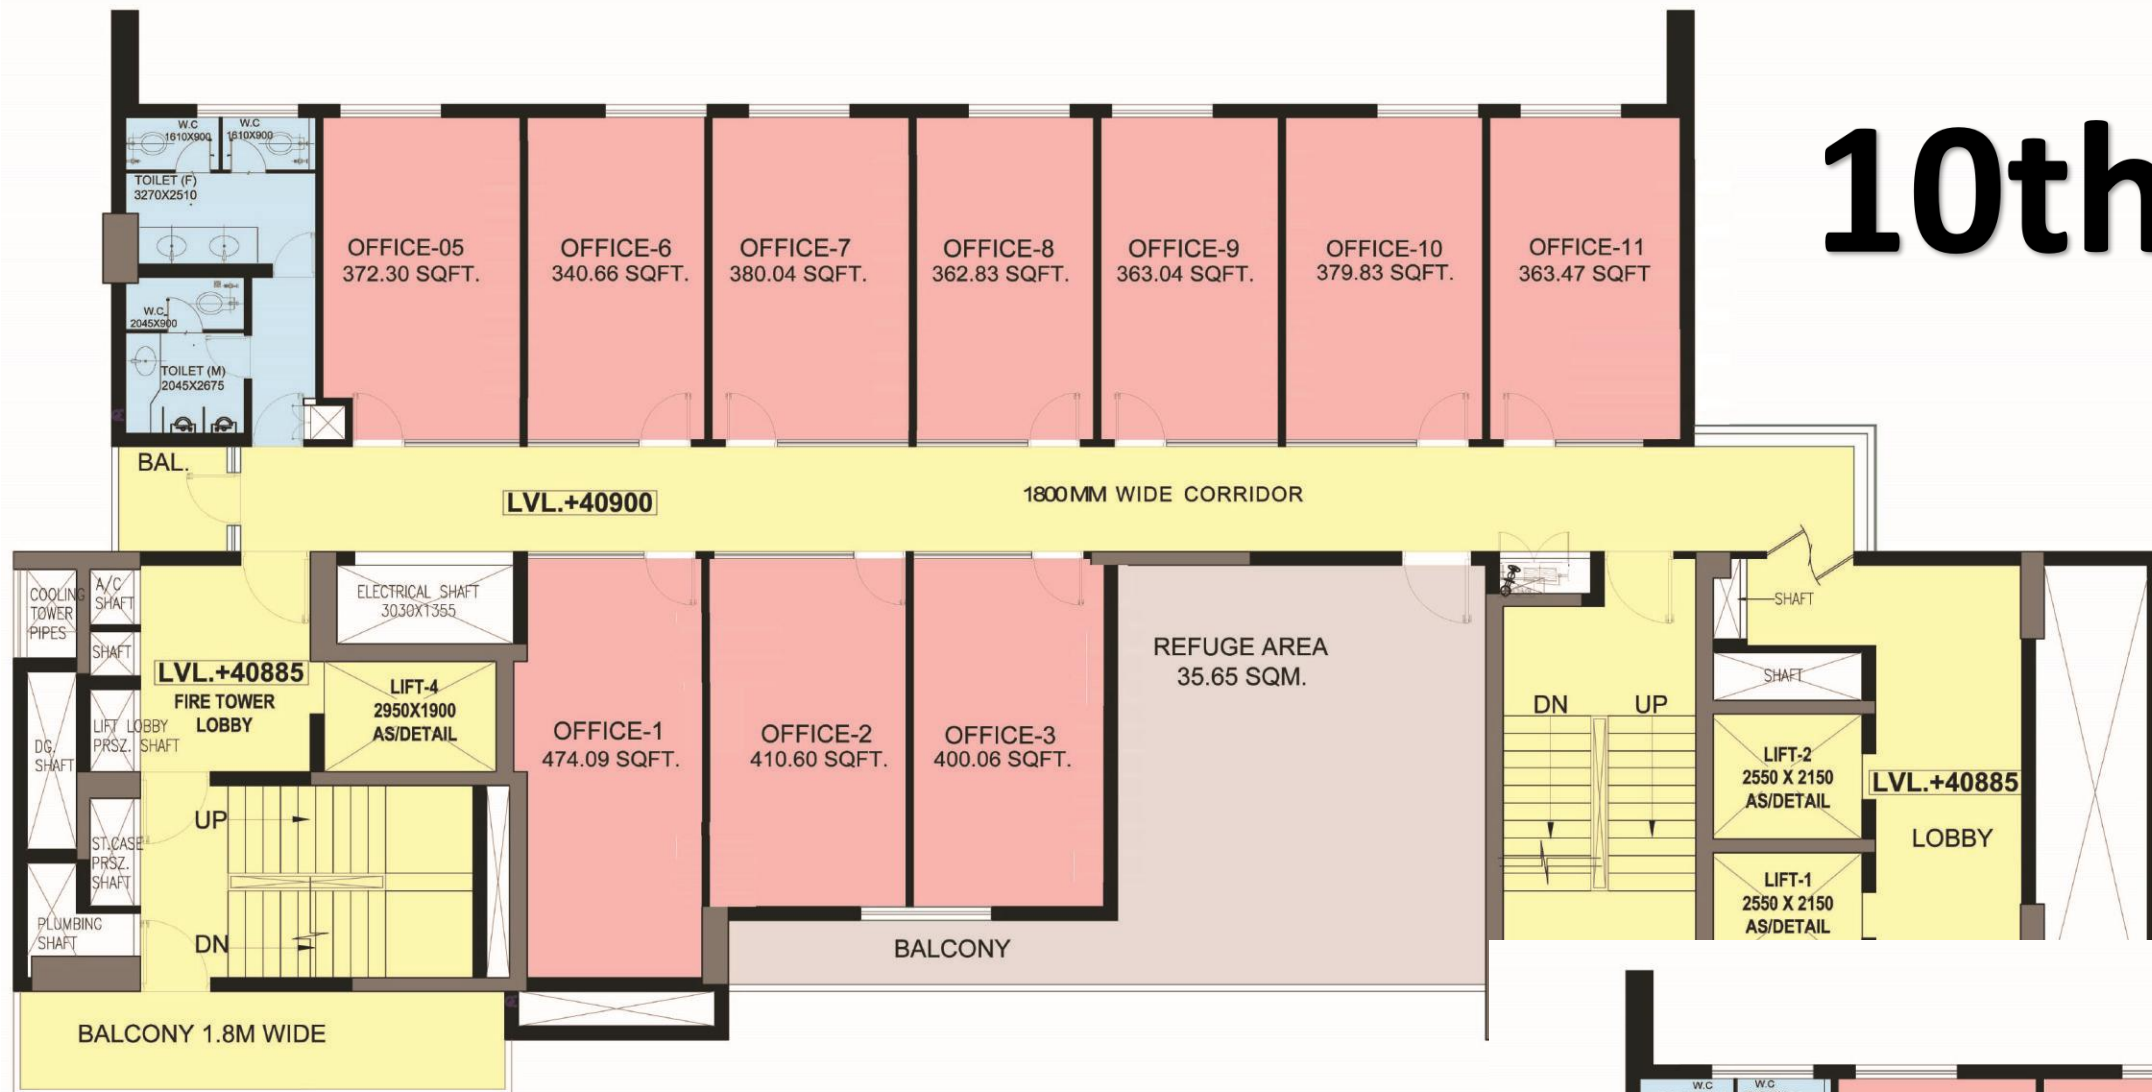 10th
W.C
1610X900
W.C
1610X900
TOILET (F)
3270X2510
W.C.
2045X900
TOILET (M)
2045X2675
OFFICE-05
372.30 SQFT.
OFFICE-6
340.66 SQFT.
OFFICE-7
380.04 SQFT.
OFFICE-8
362.83 SQFT.
OFFICE-9
363.04 SQFT.
OFFICE-10
379.83 SQFT.
OFFICE-11
363.47 SQFT
BAL.
LVL.+40900
1800MM WIDE CORRIDOR
COOLING
TOWER
PIPES
A/C
SHAFT
SHAFT
ELECTRICAL SHAFT
3030X1355
LVL.+40885
FIRE TOWER
LOBBY
LIFT-4
2950X1900
AS/DETAIL
LIFT LOBBY
PRSZ. SHAFT
DG.
SHAFT
ST.CASE
PRSZ.
SHAFT
PLUMBING
SHAFT
UP
DN
OFFICE-1
474.09 SQFT.
OFFICE-2
410.60 SQFT.
OFFICE-3
400.06 SQFT.
REFUGE AREA
35.65 SQM.
BALCONY
DN
UP
SHAFT
SHAFT
LIFT-2
2550 X 2150
AS/DETAIL
LVL.+40885
LOBBY
LIFT-1
2550 X 2150
AS/DETAIL
BALCONY 1.8M WIDE
W.C
W.C